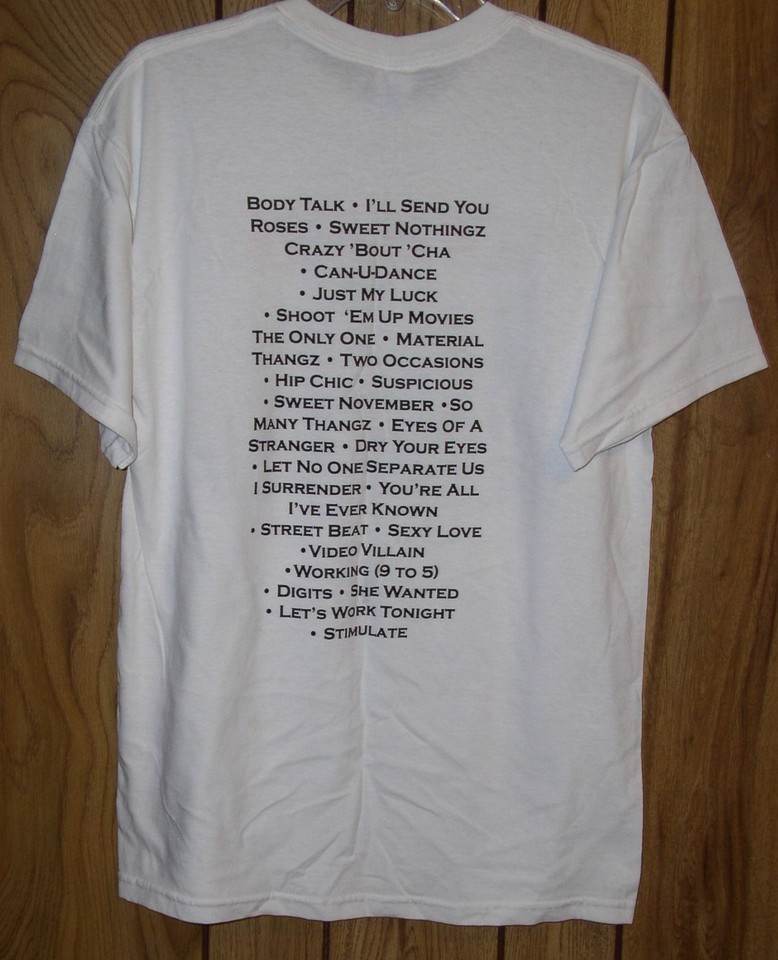 BODY TALK • I'LL SEND YOU
ROSES • SWEET NOTHINGZ
CRAZY 'BOUT 'CHA
• CAN-U-DANCE
• JUST MY LUCK
• SHOOT 'EM UP MOVIES
THE ONLY ONE • MATERIAL
THANGZ • TWO OCCASIONS
• HIP CHIC • SUSPICIOUS
• SWEET NOVEMBER • SO
MANY THANGZ • EYES OF A
STRANGER • DRY YOUR EYES
• LET NO ONE SEPARATE US
I SURRENDER • YOU'RE ALL
I'VE EVER KNOWN
• STREET BEAT • SEXY LOVE
• VIDEO VILLAIN
• WORKING (9 TO 5)
• DIGITS • SHE WANTED
• LET'S WORK TONIGHT
• STIMULATE